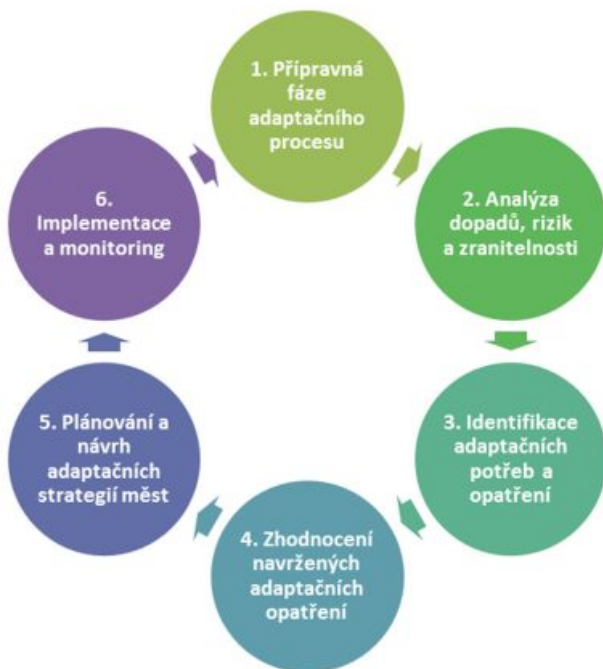 1. Přípravná
fáze
adaptačního
procesu
2. Analýza
dopadů, rizik
a zranitelnosti
3. Identifikace
adaptačních
potřeb a
opatření
4. Zhodnocení
navržených
adaptačních
opatření
5. Plánování a
návrh
adaptačních
strategií měst
6.
Implementace
a monitoring